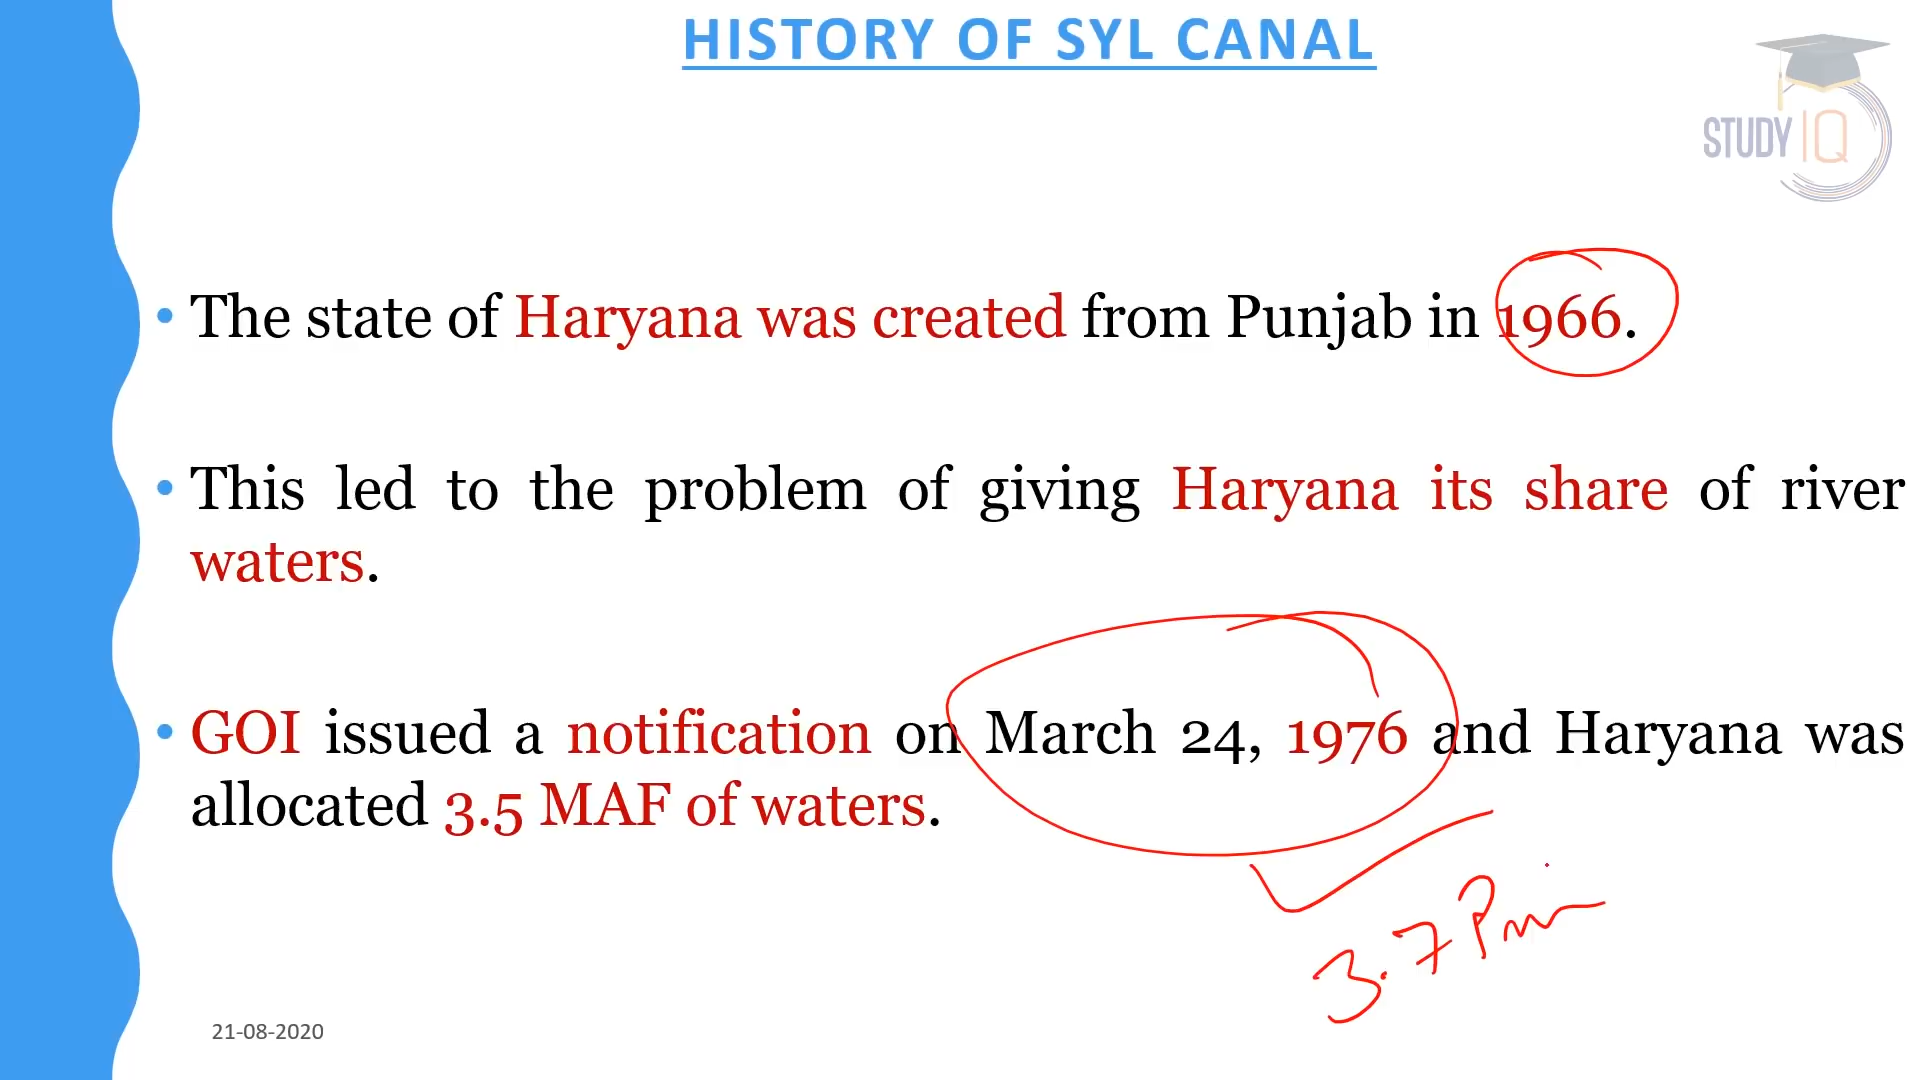 HISTORY OF SYL CANAL
STUDY IQ
• The state of Haryana was created from Punjab in 1966.
• This led to the problem of giving Haryana its share of river
waters.
• GOI issued a notification on March 24, 1976 and Haryana was
allocated 3.5 MAF of waters.
3.7
21-08-2020